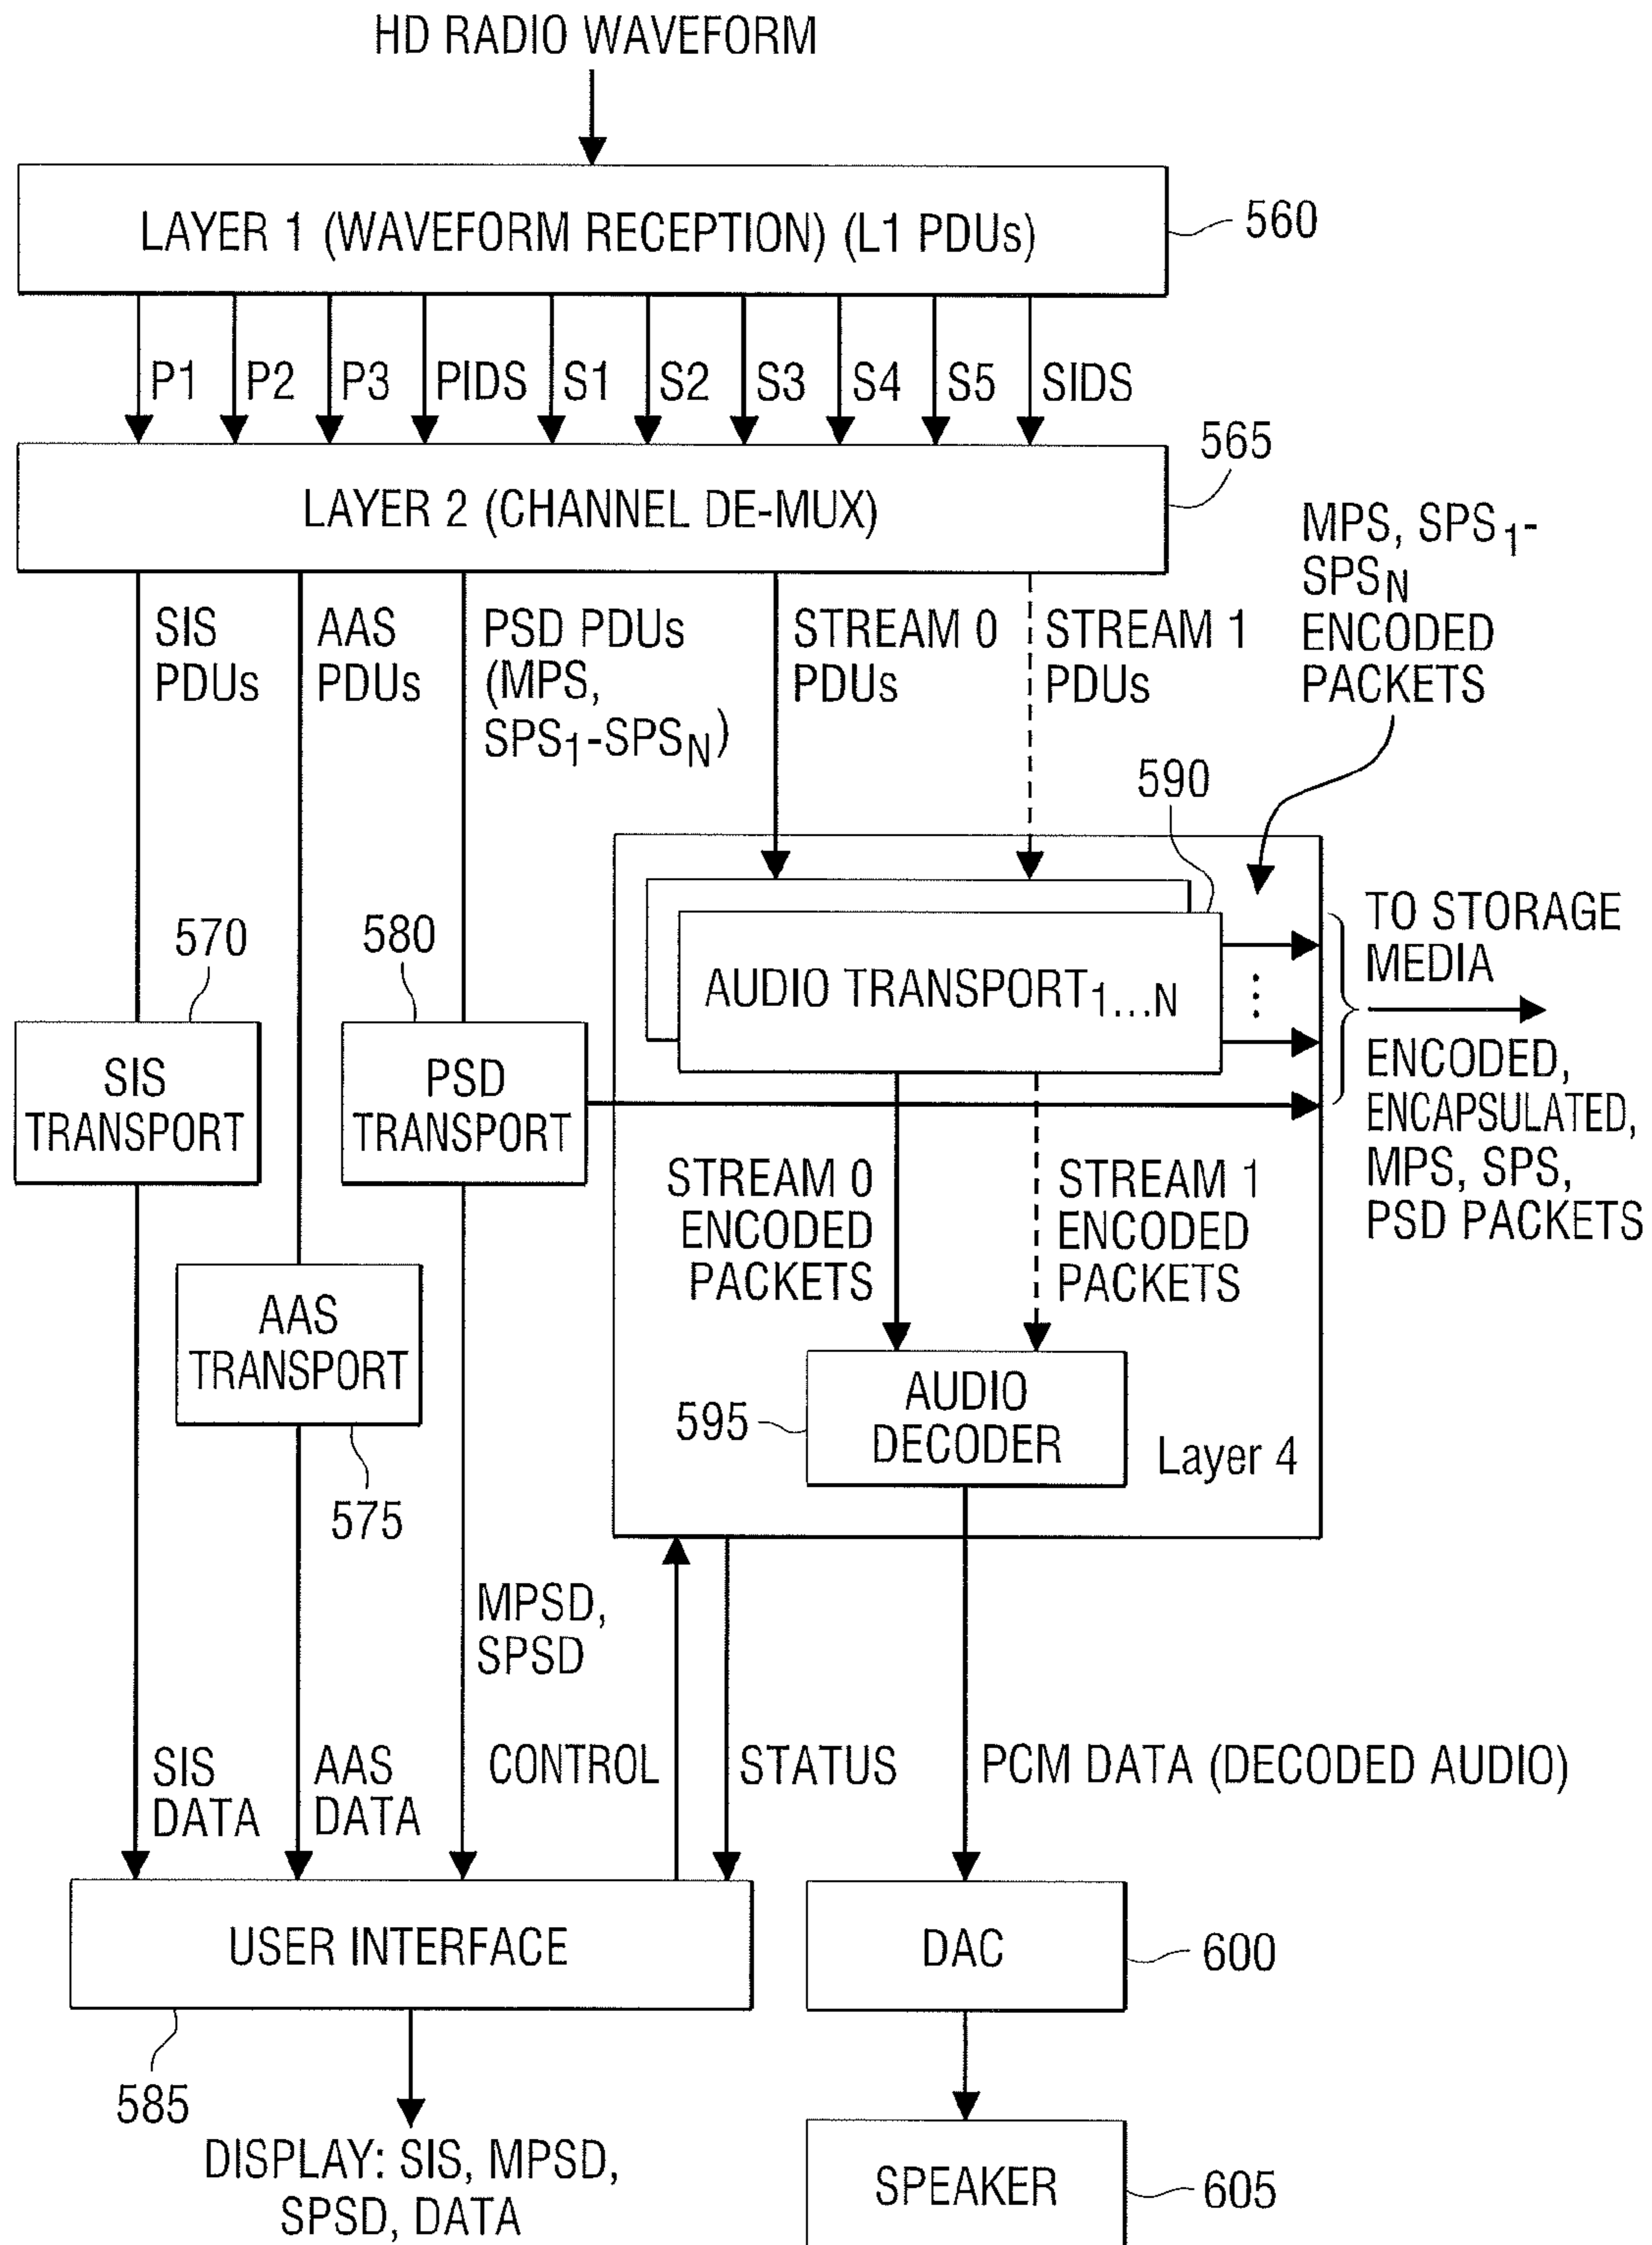 HD RADIO WAVEFORM
LAYER 1 (WAVEFORM RECEPTION) (L1 PDUs)
560
P1
P2
P3
PIDS
S1
S2
S3
S4
S5
SIDS
565
LAYER 2 (CHANNEL DE-MUX)
MPS, SPS1-
SPSN
ENCODED
PACKETS
SIS
PDUs
AAS
PDUs
PSD PDUs
(MPS,
SPS1-SPSN)
STREAM 0
PDUs
STREAM 1
PDUs
590
570
580
AUDIO TRANSPORT1...N
TO STORAGE
MEDIA
ENCODED,
ENCAPSULATED,
MPS, SPS,
PSD PACKETS
SIS
TRANSPORT
PSD
TRANSPORT
STREAM 0
ENCODED
PACKETS
STREAM 1
ENCODED
PACKETS
AAS
TRANSPORT
575
595
AUDIO
DECODER
Layer 4
MPSD,
SPSD
SIS
DATA
AAS
DATA
CONTROL
STATUS
PCM DATA (DECODED AUDIO)
USER INTERFACE
585
DAC
600
DISPLAY: SIS, MPSD,
SPSD, DATA
SPEAKER
605